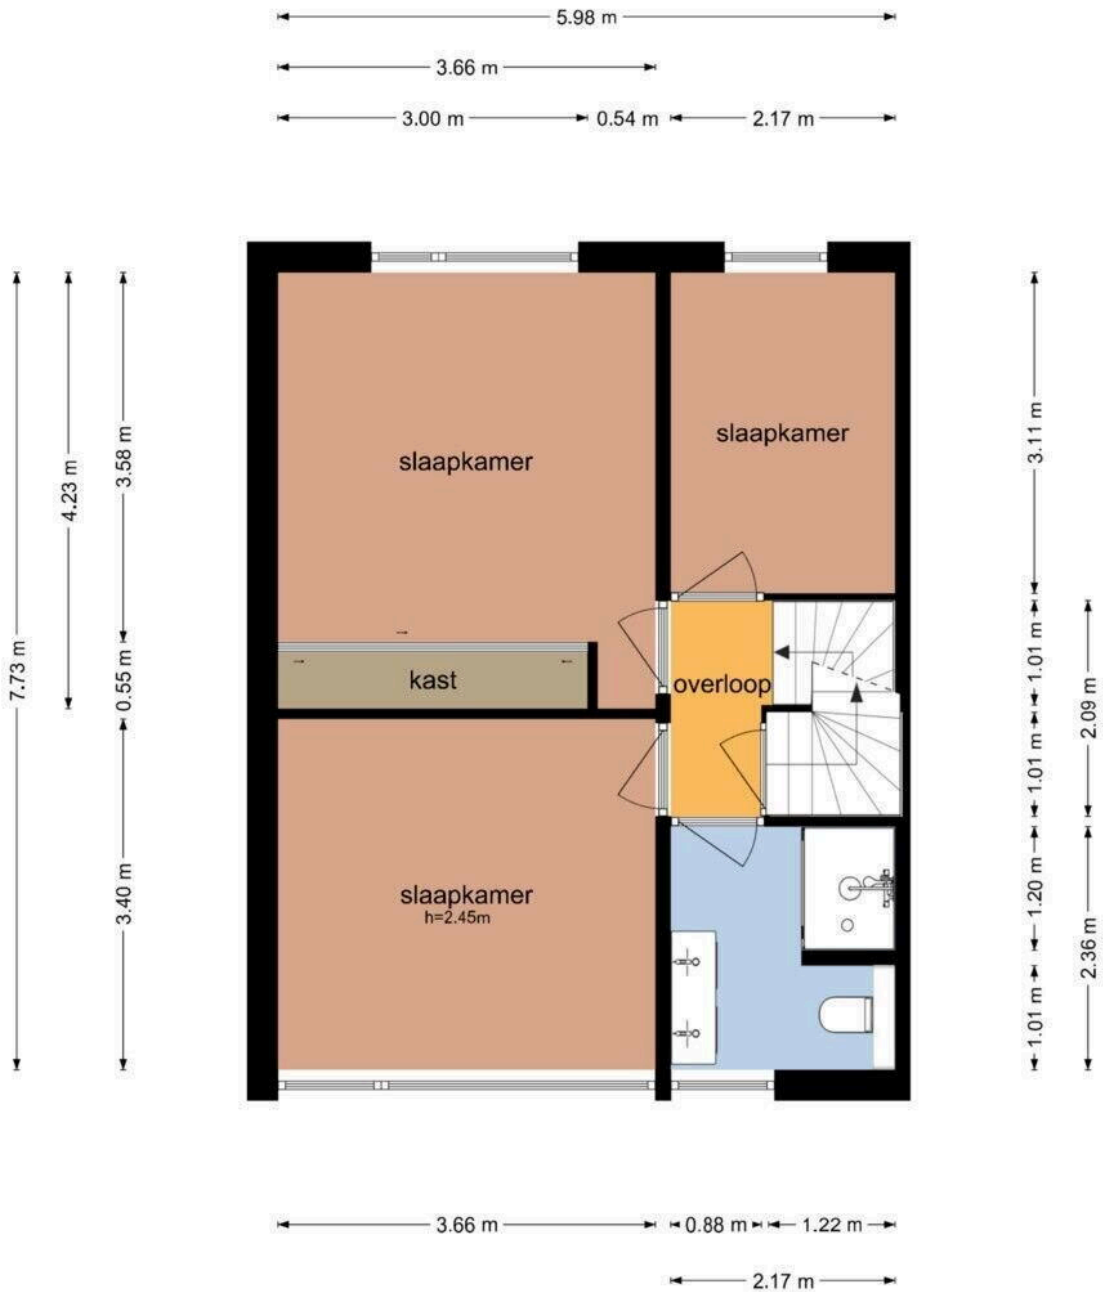 5.98 m
3.66 m
3.00 m 0.54 m 2.17 m
7.73 m
4.23 m
3.58 m
0.55 m
3.40 m
slaapkamer
slaapkamer
kast
overloop
slaapkamer
h=2.45m
3.11 m
1.01 m
1.01 m
2.09 m
1.20 m
1.01 m
2.36 m
3.66 m 0.88 m 1.22 m
2.17 m